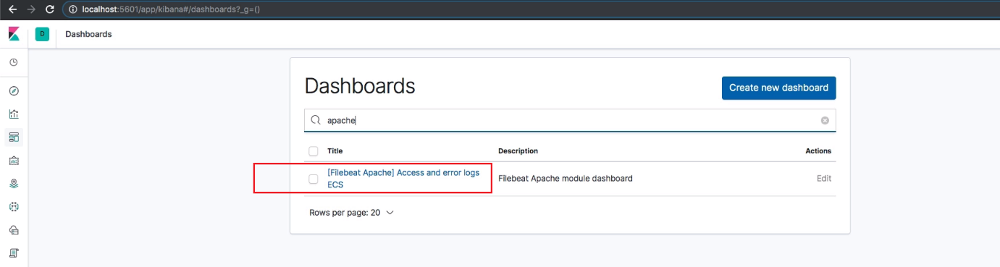 localhost:5601/app/kibana#/dashboards?_g=()
D
Dashboards
Dashboards
Create new dashboard
apache
Title Description Actions
[Filebeat Apache] Access and error logs
ECS
Filebeat Apache module dashboard
Edit
Rows per page: 20